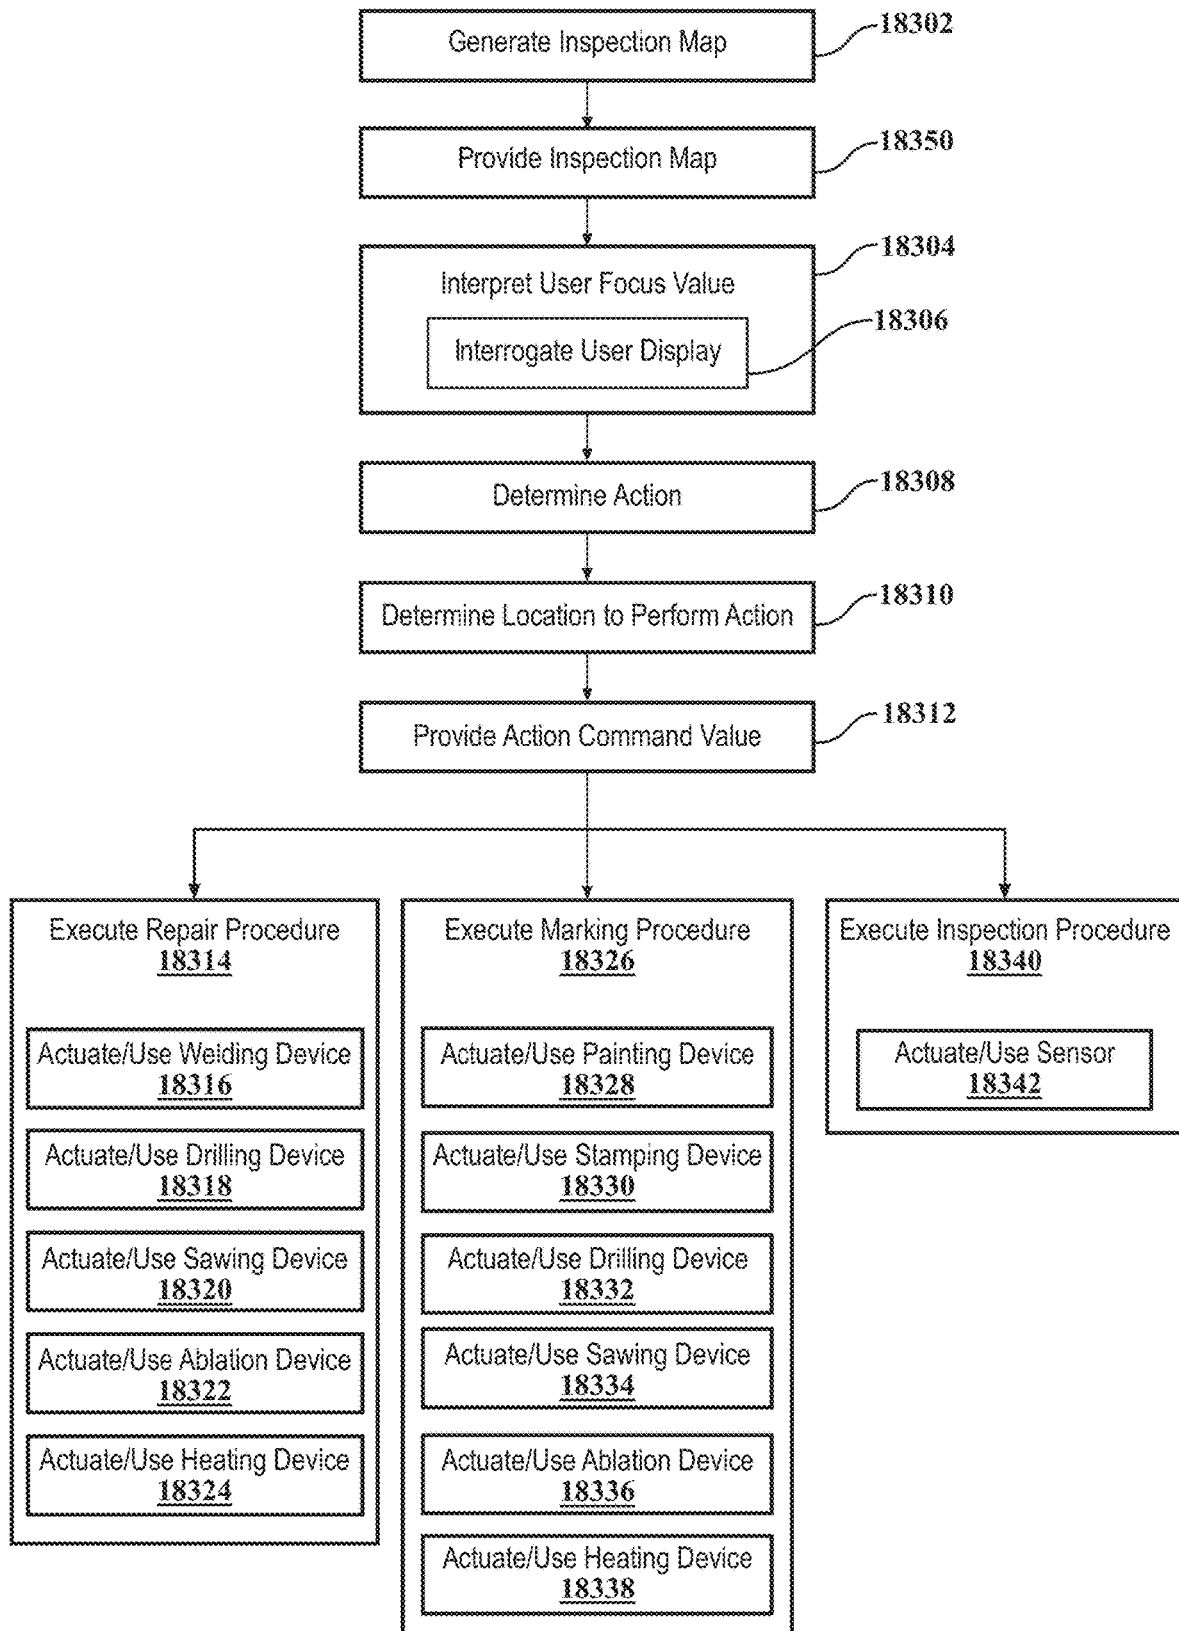 Generate Inspection Map
18302
Provide Inspection Map
18350
Interpret User Focus Value
18304
Interrogate User Display
18306
Determine Action
18308
Determine Location to Perform Action
18310
Provide Action Command Value
18312
Execute Repair Procedure
18314
Actuate/Use Welding Device
18316
Actuate/Use Drilling Device
18318
Actuate/Use Sawing Device
18320
Actuate/Use Ablation Device
18322
Actuate/Use Heating Device
18324
Execute Marking Procedure
18326
Actuate/Use Painting Device
18328
Actuate/Use Stamping Device
18330
Actuate/Use Drilling Device
18332
Actuate/Use Sawing Device
18334
Actuate/Use Ablation Device
18336
Actuate/Use Heating Device
18338
Execute Inspection Procedure
18340
Actuate/Use Sensor
18342